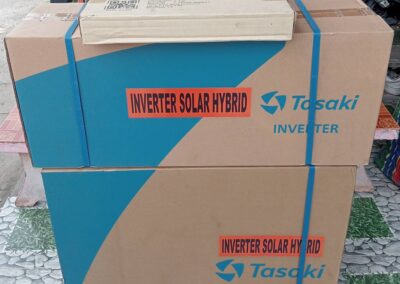 INVERTER SOLAR HYBRID
Tasaki
INVERTER
INVERTER SOLAR HYBRID
Tasaki